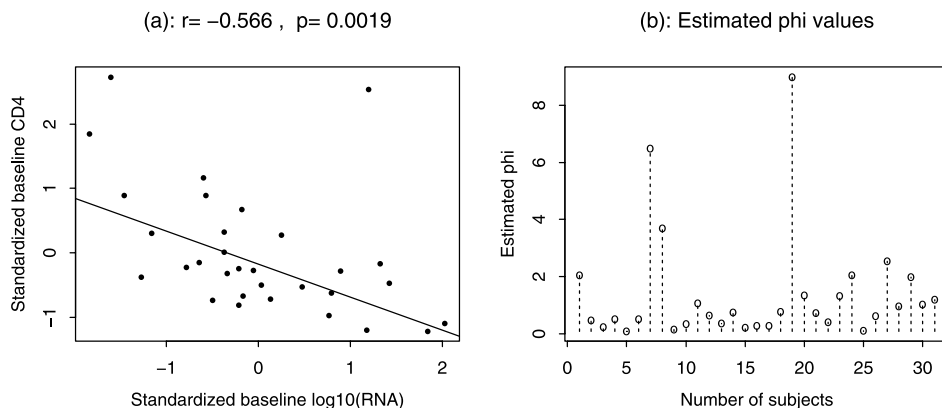 (a): r= −0.566 , p= 0.0019
Standardized baseline CD4
2
1
0
−1
−1 0 1 2
Standardized baseline log10(RNA)
(b): Estimated phi values
Estimated phi
8
6
4
2
0
0 5 10 15 20 25 30
Number of subjects